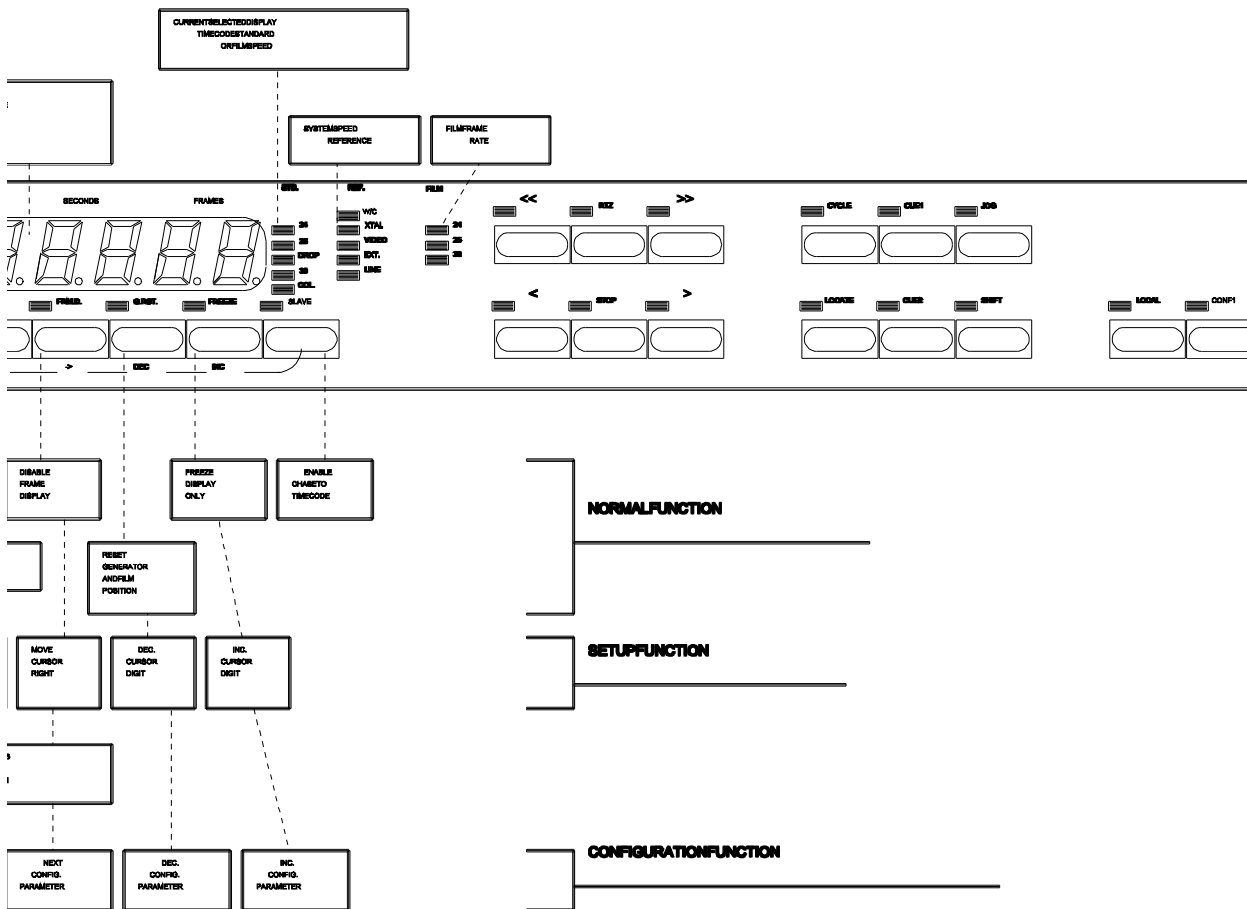 CURRENTSELECTEDDISPLAY
TIMECODESTANDARD
ORFILMSPEED
SYSTEMSPEED
REFERENCE
FILMFRAME
RATE
SECONDS FRAMES STD. REF. FILM
<< RTZ >>
CYCLE CUE1 JOG
W/C
24 XTAL 24
25 VIDEO 25
DROP EXT.
30 LINE
COL.
FRM.D. G.RST. FREEZE SLAVE
< STOP >
LOCATE CUE2 SHIFT
LOCAL CONF1
-> DEC INC
DISABLE
FRAME
DISPLAY
FREEZE
DISPLAY
ONLY
ENABLE
CHASETO
TIMECODE
NORMALFUNCTION
RESET
GENERATOR
ANDFILM
POSITION
MOVE
CURSOR
RIGHT
DEC.
CURSOR
DIGIT
INC.
CURSOR
DIGIT
SETUPFUNCTION
NEXT
CONFIG.
PARAMETER
DEC.
CONFIG.
PARAMETER
INC.
CONFIG.
PARAMETER
CONFIGURATIONFUNCTION